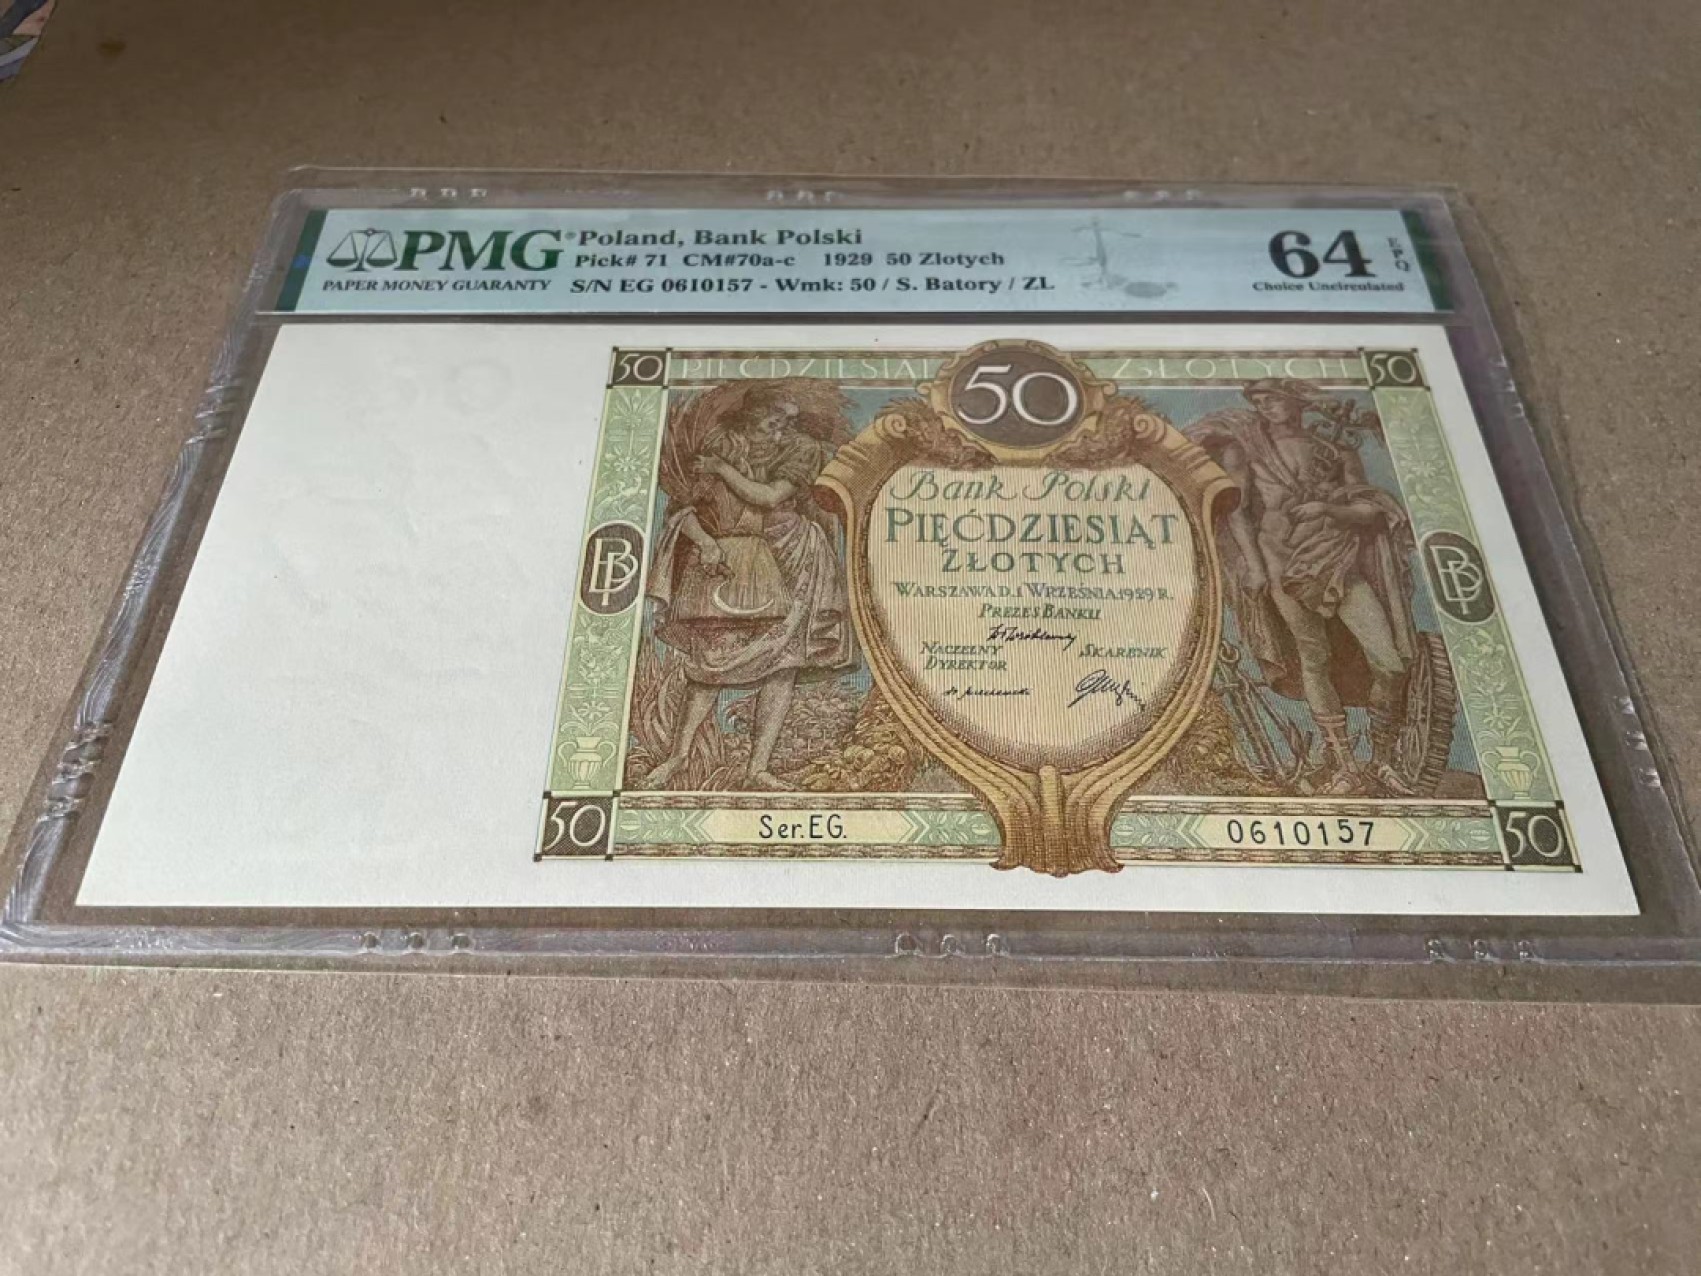 PMG
PAPER MONEY GUARANTY
Poland, Bank Polski
Pick# 71 CM#70a-c 1929 50 Zlotych
S/N EG 0610157 - Wmk: 50 / S. Batory / ZL
64 EPQ
Choice Uncirculated
50 PIĘĆDZIESIĄT 50 ZŁOTYCH 50
Bank Polski
PIĘĆDZIESIĄT
ZŁOTYCH
WARSZAWA D. 1 WRZEŚNIA 1929 R.
PREZES BANKU
NACZELNY SKARBNIK
DYREKTOR
BP BP
50 Ser. EG. 0610157 50